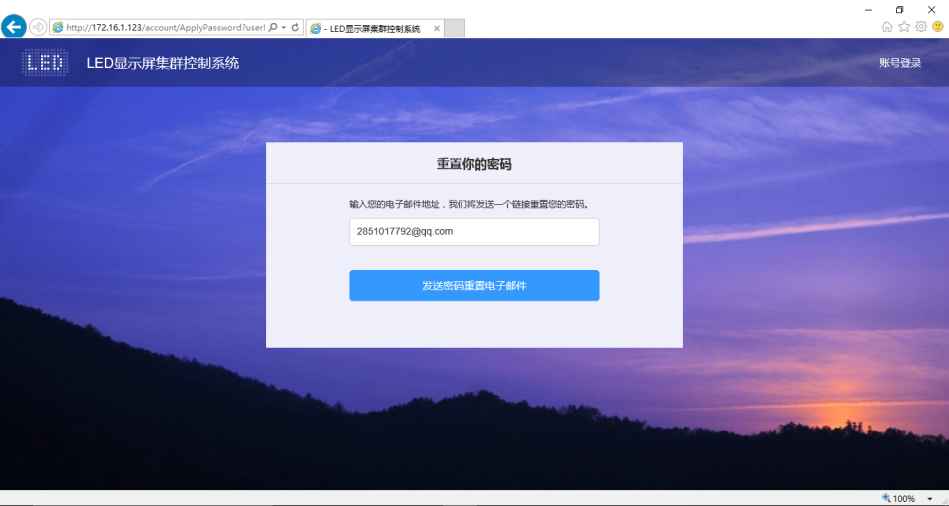 http://172.16.1.123/account/ApplyPassword?userl
- LED显示屏集群控制系统
LED
LED显示屏集群控制系统
账号登录
重置你的密码
输入您的电子邮件地址，我们将发送一个链接重置您的密码。
2851017792@qq.com
发送密码重置电子邮件
100%